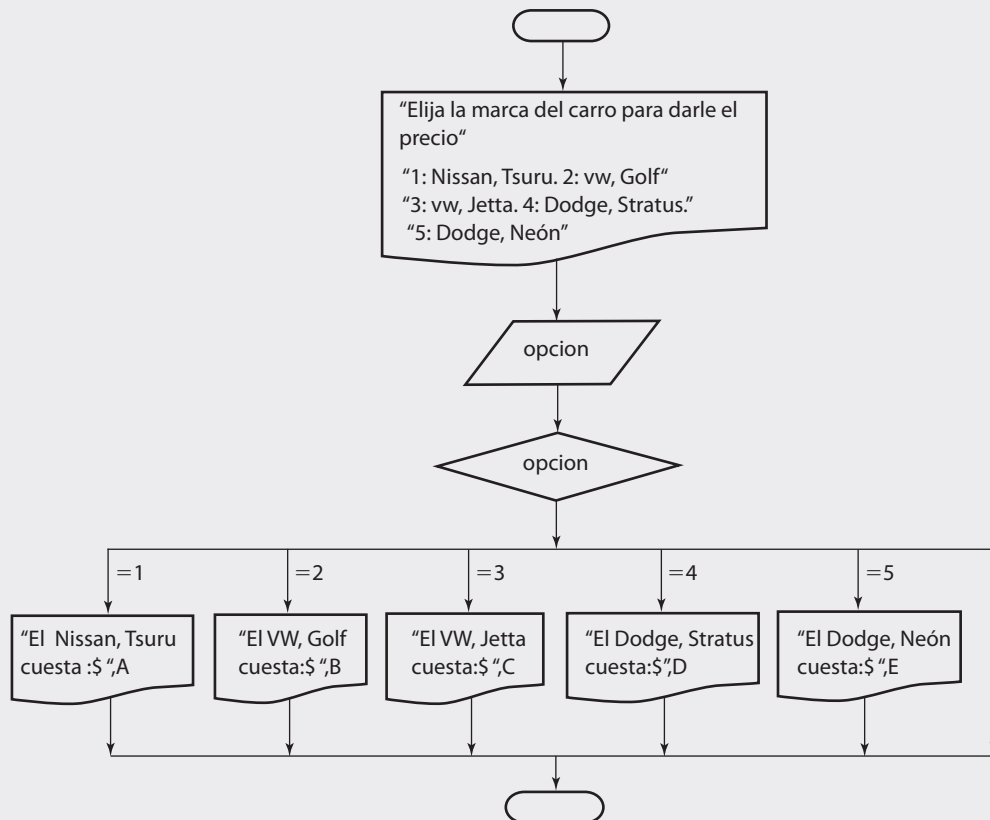 “Elija la marca del carro para darle el
precio“
“1: Nissan, Tsuru. 2: vw, Golf“
“3: vw, Jetta. 4: Dodge, Stratus.”
“5: Dodge, Neón”
opcion
opcion
=1
=2
=3
=4
=5
“El Nissan, Tsuru
cuesta :$ “,A
“El VW, Golf
cuesta:$ “,B
“El VW, Jetta
cuesta:$ “,C
“El Dodge, Stratus
cuesta:$“,D
“El Dodge, Neón
cuesta:$ “,E